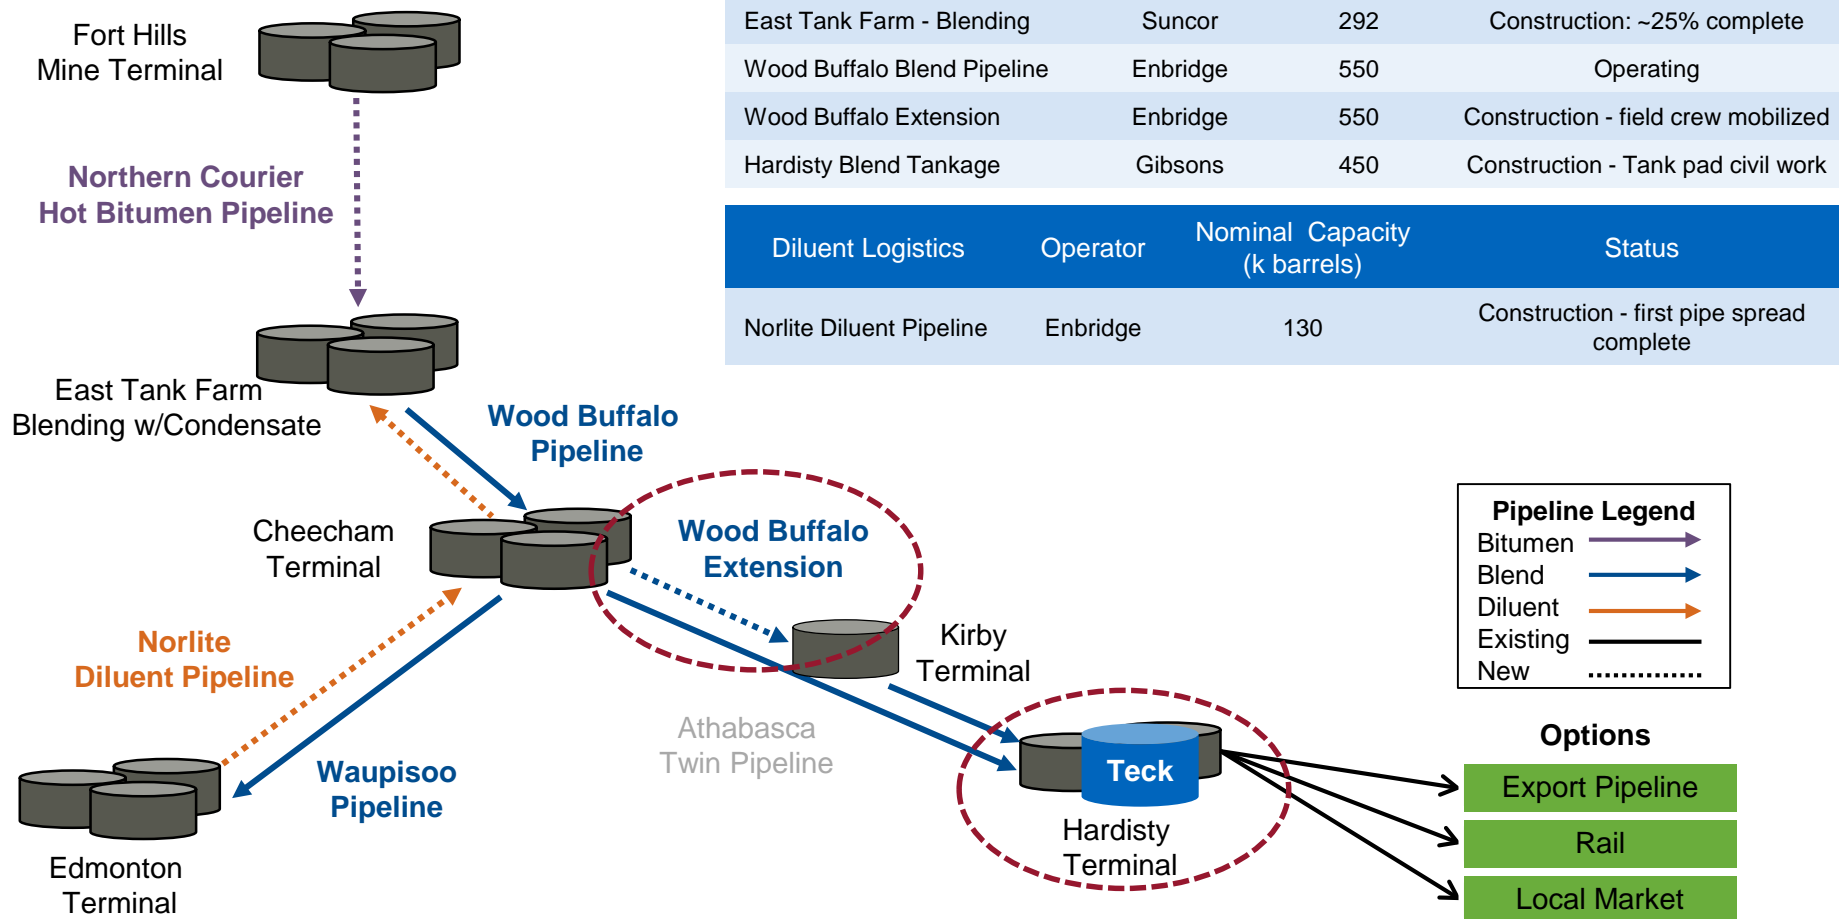 East Tank Farm - Blending Suncor 292 Construction: ~25% complete
Wood Buffalo Blend Pipeline Enbridge 550 Operating
Wood Buffalo Extension Enbridge 550 Construction - field crew mobilized
Hardisty Blend Tankage Gibsons 450 Construction - Tank pad civil work
Diluent Logistics Operator Nominal Capacity (k barrels) Status
Norlite Diluent Pipeline Enbridge 130 Construction - first pipe spread complete
Fort Hills
Mine Terminal
Northern Courier
Hot Bitumen Pipeline
East Tank Farm
Blending w/Condensate
Wood Buffalo
Pipeline
Cheecham
Terminal
Wood Buffalo
Extension
Norlite
Diluent Pipeline
Kirby
Terminal
Athabasca
Twin Pipeline
Waupisoo
Pipeline
Edmonton
Terminal
Teck
Hardisty
Terminal
Pipeline Legend
Bitumen
Blend
Diluent
Existing
New
Options
Export Pipeline
Rail
Local Market